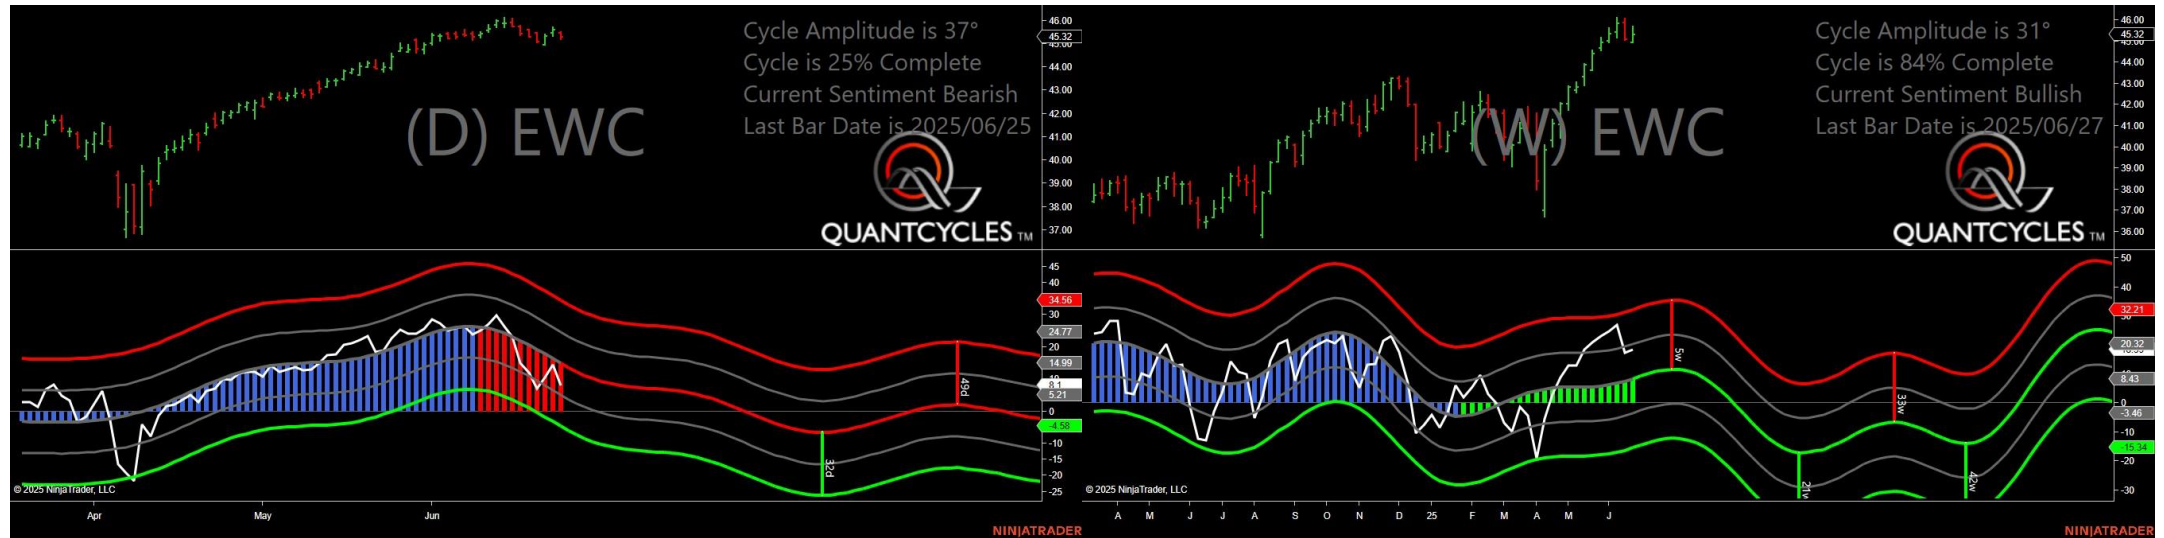 Cycle Amplitude is 37°
Cycle is 25% Complete
Current Sentiment Bearish
Last Bar Date is 2025/06/25
(D) EWC
QUANTCYCLES TM
46.00
45.32
45.00
44.00
43.00
42.00
41.00
40.00
39.00
38.00
37.00
45
40
34.56
30
24.77
20
14.99
10
8.1
5.21
0
-4.58
-10
-15
-20
-25
49d
32d
© 2025 NinjaTrader, LLC
Apr May Jun
NINJATRADER
Cycle Amplitude is 31°
Cycle is 84% Complete
Current Sentiment Bullish
Last Bar Date is 2025/06/27
(W) EWC
QUANTCYCLES TM
46.00
45.32
45.00
44.00
43.00
42.00
41.00
40.00
39.00
38.00
37.00
36.00
50
40
32.21
30
20.32
8.43
0
-3.46
-10
-15.34
-20
-30
5w
33w
21w
42w
© 2025 NinjaTrader, LLC
A M J J A S O N D 25 F M A M J
NINJATRADER